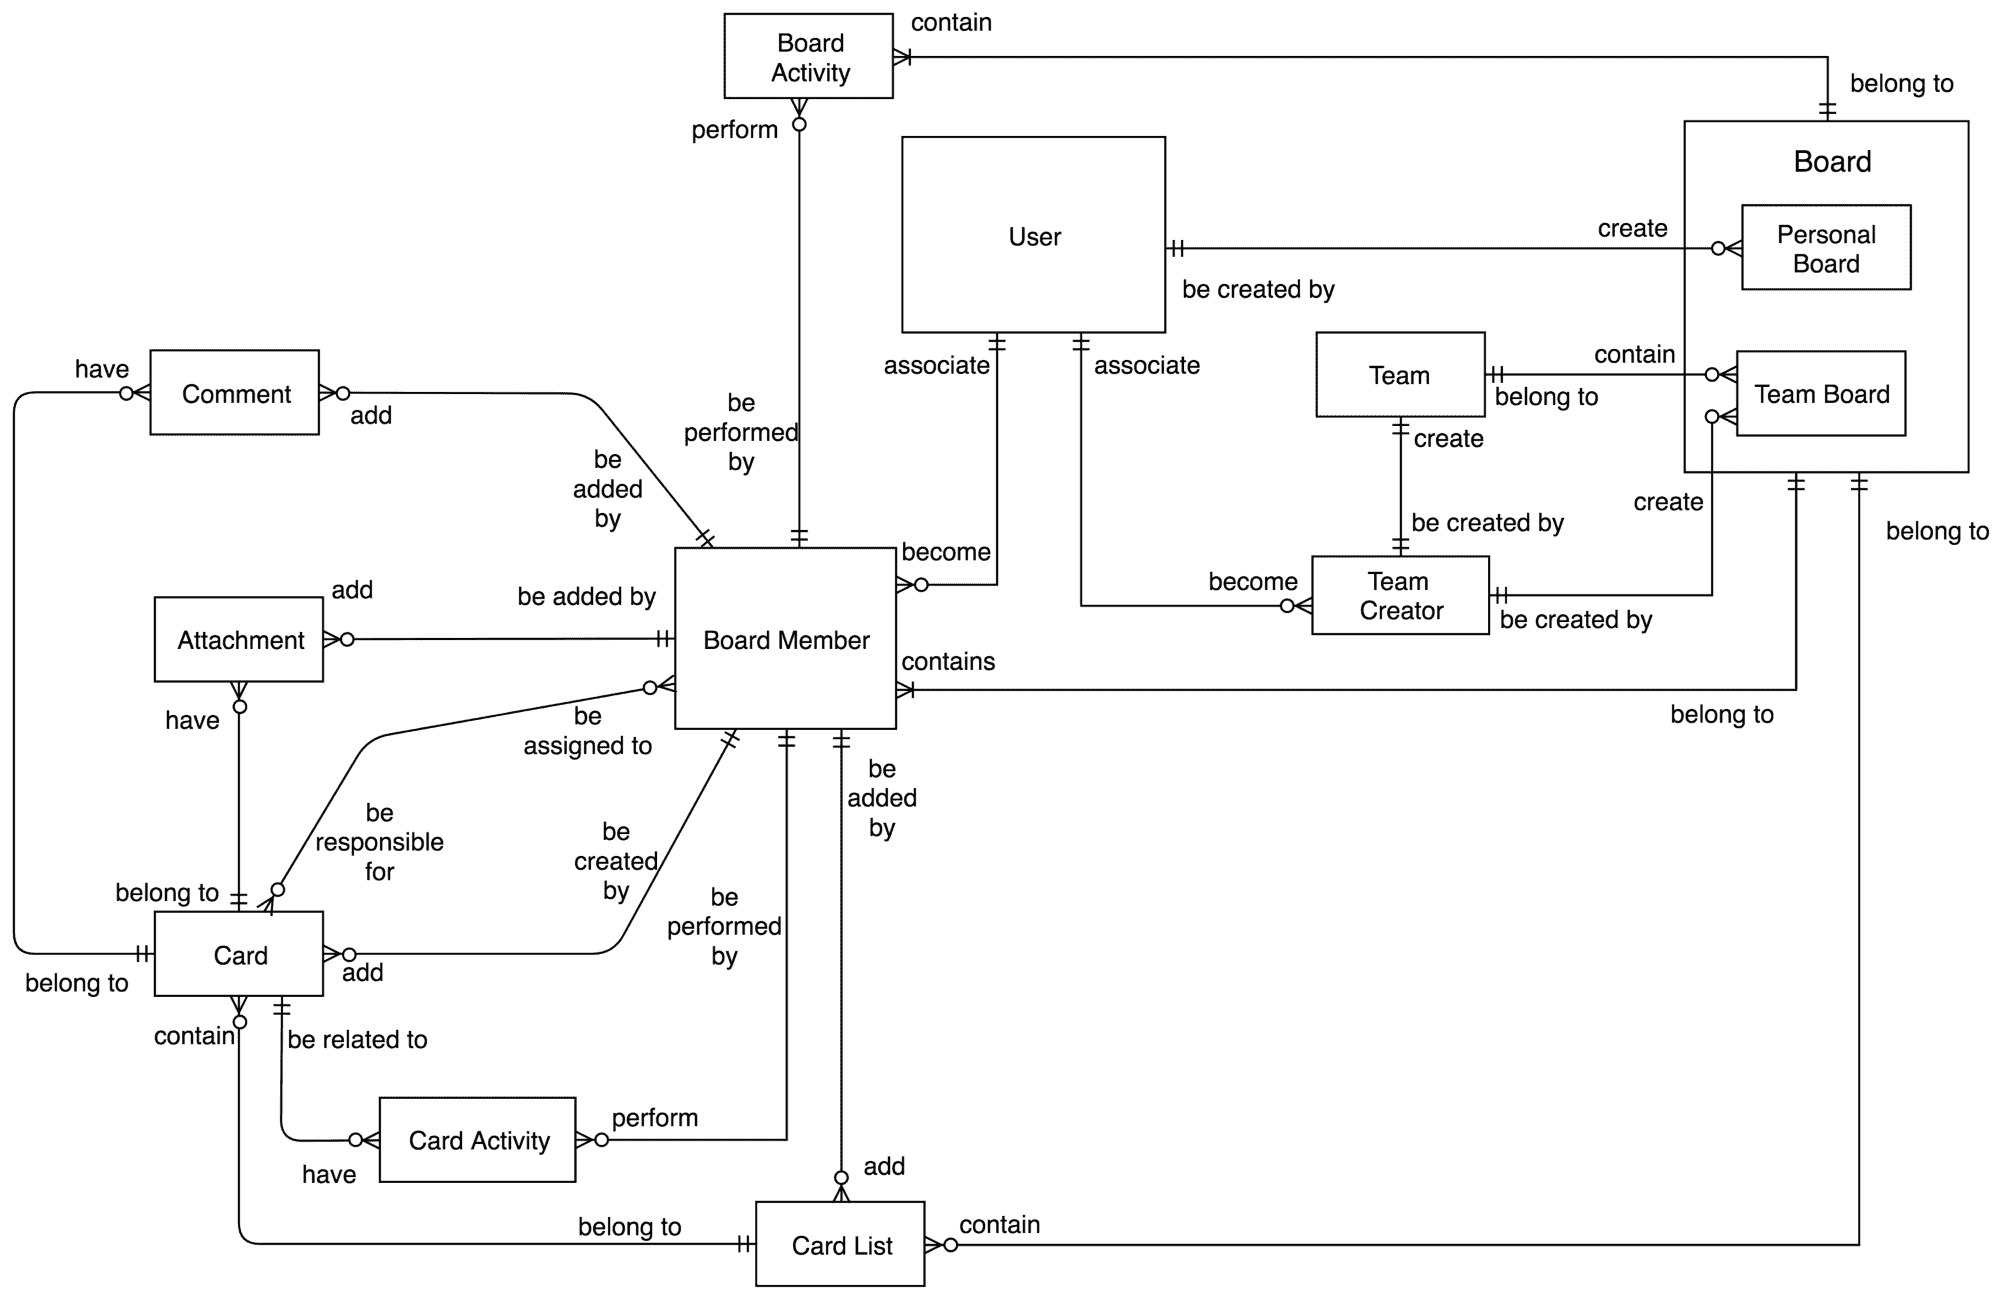 contain
Board
Activity
belong to
perform
Board
User
create
Personal
Board
be created by
associate
associate
Team
contain
belong to
Team Board
have
Comment
add
be
performed
by
create
be
added
by
create
be created by
belong to
become
add
be added by
Attachment
Board Member
become
Team
Creator
be created by
contains
have
be
assigned to
belong to
be
added
by
be
responsible
for
be
created
by
belong to
be
performed
by
Card
add
belong to
contain
be related to
Card Activity
perform
have
add
belong to
Card List
contain